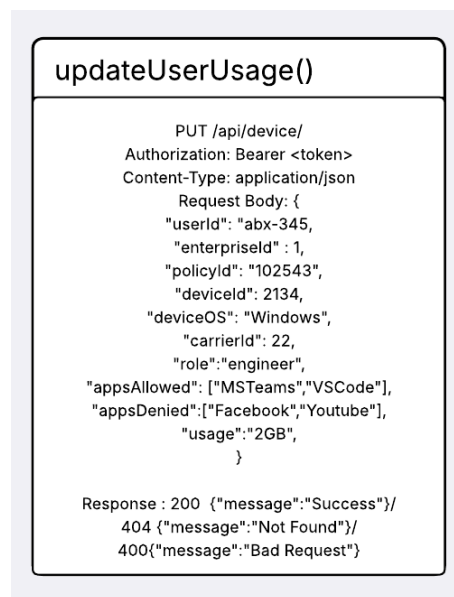 updateUserUsage()
PUT /api/device/
Authorization: Bearer <token>
Content-Type: application/json
Request Body: {
"userId": "abx-345,
"enterpriseId" : 1,
"policyId": "102543",
"deviceId": 2134,
"deviceOS": "Windows",
"carrierId": 22,
"role":"engineer",
"appsAllowed": ["MSTeams","VSCode"],
"appsDenied":["Facebook","Youtube"],
"usage":"2GB",
}
Response : 200  {"message":"Success"}/
404 {"message":"Not Found"}/
400{"message":"Bad Request"}